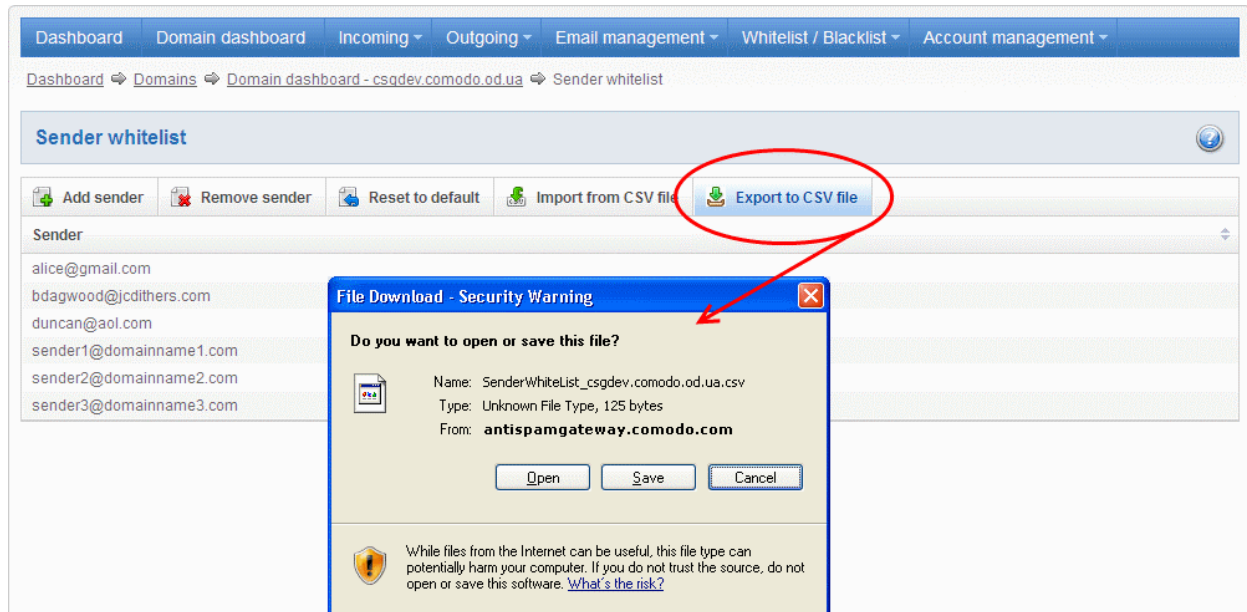 Dashboard Domain dashboard Incoming Outgoing Email management Whitelist / Blacklist Account management
Dashboard Domains Domain dashboard - csgdev.comodo.od.ua Sender whitelist
Sender whitelist
Add sender Remove sender Reset to default Import from CSV file Export to CSV file
Sender
alice@gmail.com
bdagwood@jcdithers.com
duncan@aol.com
sender1@domainname1.com
sender2@domainname2.com
sender3@domainname3.com
File Download - Security Warning
Do you want to open or save this file?
Name: SenderWhiteList_csgdev.comodo.od.ua.csv
Type: Unknown File Type, 125 bytes
From: antispamgateway.comodo.com
Open Save Cancel
While files from the Internet can be useful, this file type can
potentially harm your computer. If you do not trust the source, do not
open or save this software. What's the risk?